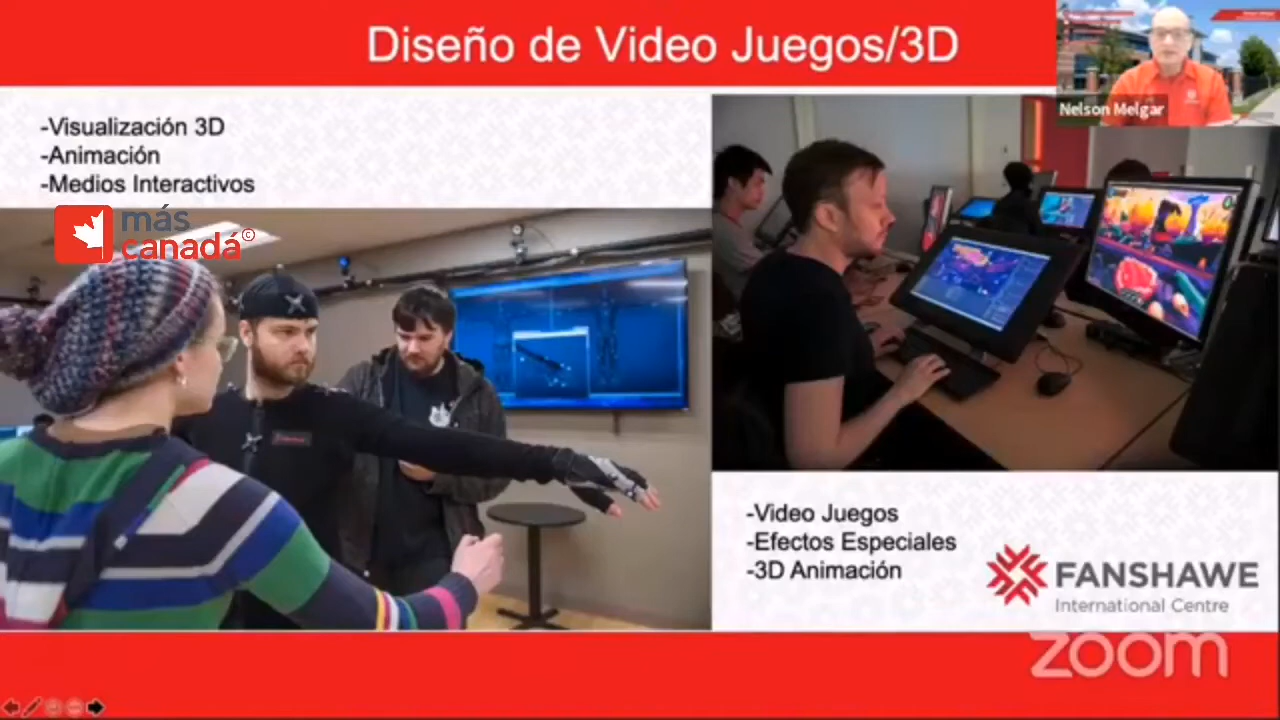 Diseño de Video Juegos/3D
Nelson Melgar
-Visualización 3D
-Animación
-Medios Interactivos
más
canadá©
-Video Juegos
-Efectos Especiales
-3D Animación
FANSHAWE
International Centre
zoom